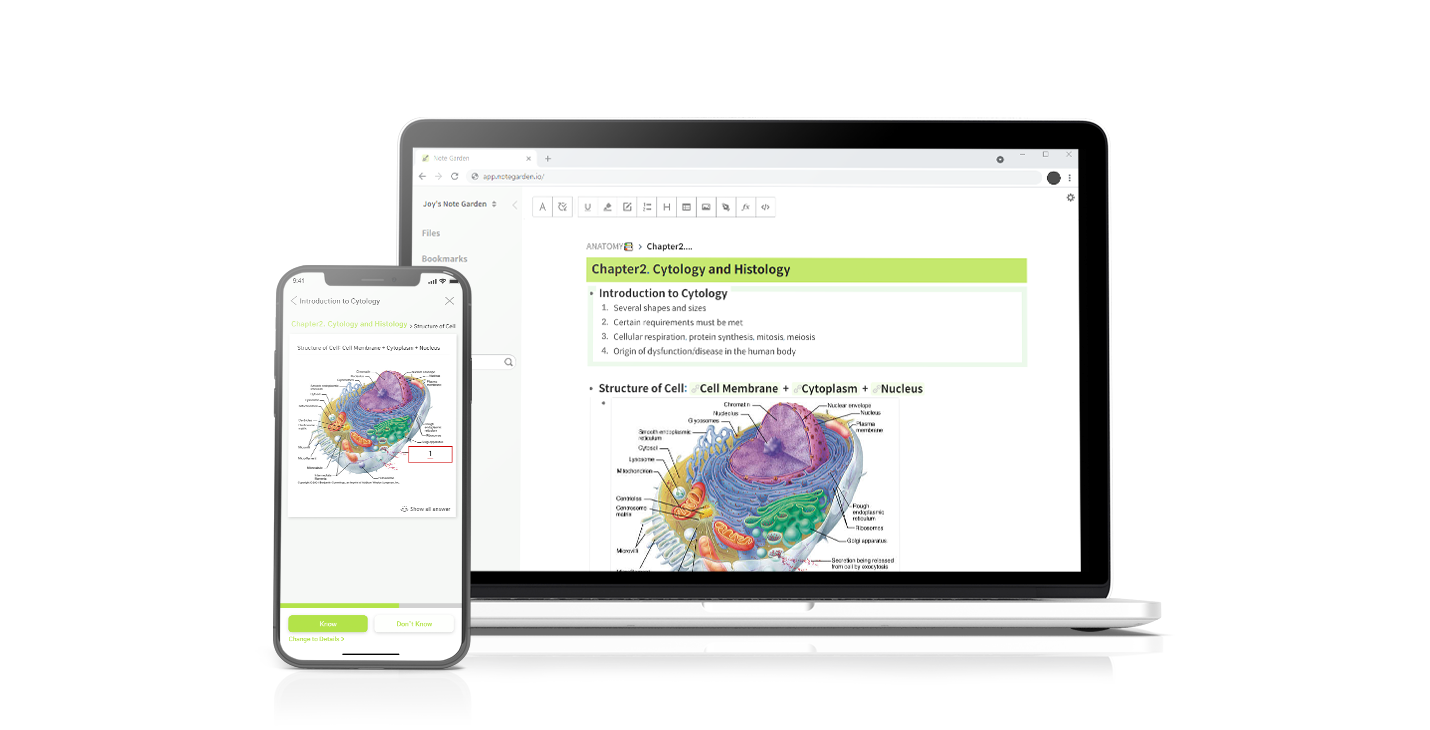 Note Garden
app.notegarden.io/
Joy's Note Garden
Files
Bookmarks
A
U
H
fx
</>
ANATOMY > Chapter2....
Chapter2. Cytology and Histology
• Introduction to Cytology
1. Several shapes and sizes
2. Certain requirements must be met
3. Cellular respiration, protein synthesis, mitosis, meiosis
4. Origin of dysfunction/disease in the human body
• Structure of Cell: Cell Membrane + Cytoplasm + Nucleus
Chromatin
Nucleolus
Glycosomes
Smooth endoplasmic
reticulum
Cytosol
Lysosome
Mitochondrion
Centrioles
Centrosome
matrix
Microvilli
Microfilament
Nuclear envelope
Nucleus
Plasma
membrane
Rough
endoplasmic
reticulum
Ribosomes
Golgi apparatus
Secretion being released
from cell by exocytosis
9:41
Introduction to Cytology
Chapter2. Cytology and Histology > Structure of Cell
Structure of Cell: Cell Membrane + Cytoplasm + Nucleus
1
Show all answer
Know
Don't Know
Change to Details >